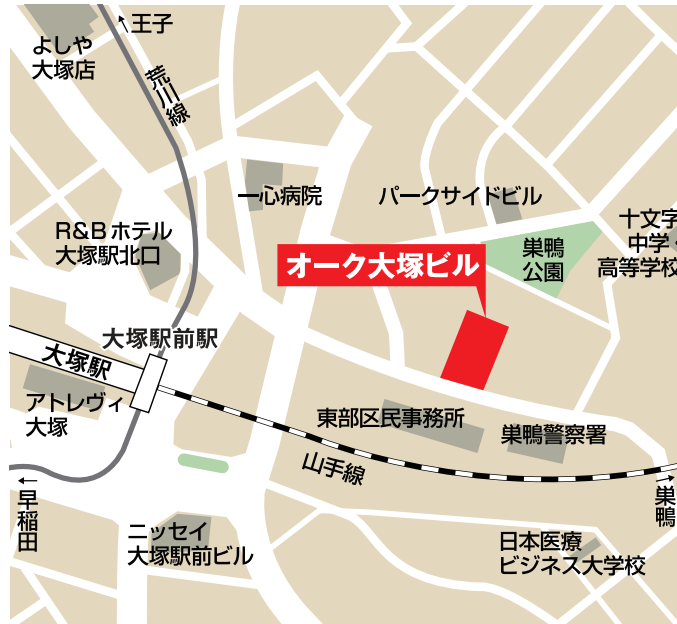 ←王子
よしや
大塚店
荒川線
一心病院
パークサイドビル
R&Bホテル
大塚駅北口
十文字
中学・
高等学校
巣鴨
公園
オーク大塚ビル
大塚駅前駅
大塚駅
アトレヴィ
大塚
東部区民事務所
巣鴨警察署
山手線
←早稲田
→巣鴨
ニッセイ
大塚駅前ビル
日本医療
ビジネス大学校